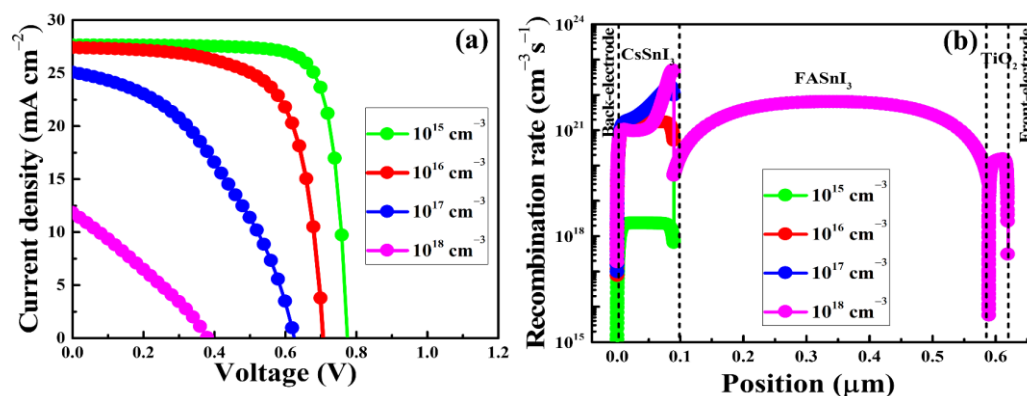 30
25
20
15
10
5
0
0.0 0.2 0.4 0.6 0.8 1.0 1.2
Current density (mA cm⁻²)
Voltage (V)
(a)
10¹⁵ cm⁻³
10¹⁶ cm⁻³
10¹⁷ cm⁻³
10¹⁸ cm⁻³
10²⁴
10²¹
10¹⁸
10¹⁵
0.0 0.1 0.2 0.3 0.4 0.5 0.6
Recombination rate (cm⁻³ s⁻¹)
Position (μm)
Back-electrode
CsSnI₃
FASnI₃
(b)
TiO₂
Front-electrode
10¹⁵ cm⁻³
10¹⁶ cm⁻³
10¹⁷ cm⁻³
10¹⁸ cm⁻³